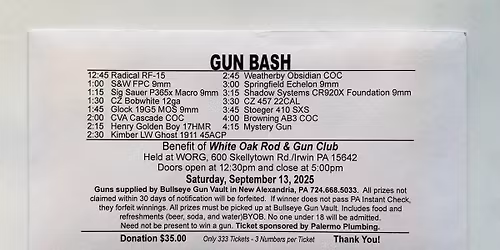 GUN BASH
12:45 Radical RF-15 2:45 Weatherby Obsidian COC
1:00 S&W FPC 9mm 3:00 Springfield Echelon 9mm
1:15 Sig Sauer P365x Macro 9mm 3:15 Shadow Systems CR920X Foundation 9mm
1:30 CZ Bobwhite 12ga 3:30 CZ 457 22CAL
1:45 Glock 19G5 MOS 9mm 3:45 Stoeger 410 SXS
2:00 CVA Cascade COC 4:00 Browning AB3 COC
2:15 Henry Golden Boy 17HMR 4:15 Mystery Gun
2:30 Kimber LW Ghost 1911 45ACP
Benefit of White Oak Rod & Gun Club
Held at WORG, 600 Skellytown Rd./Irwin PA 15642
Doors open at 12:30pm and close at 5:00pm
Saturday, September 13, 2025
Guns supplied by Bullseye Gun Vault in New Alexandria, PA 724.668.5033. All prizes not
claimed within 30 days of notification will be forfeited. If winner does not pass PA Instant Check,
they forfeit winnings. All prizes must be picked up at Bullseye Gun Vault. Includes food and
refreshments (beer, soda, and water)BYOB. No one under 18 will be admitted.
Need not be present to win a gun. Ticket sponsored by Palermo Plumbing.
Donation $35.00 Only 333 Tickets - 3 Numbers per Ticket Thank You!